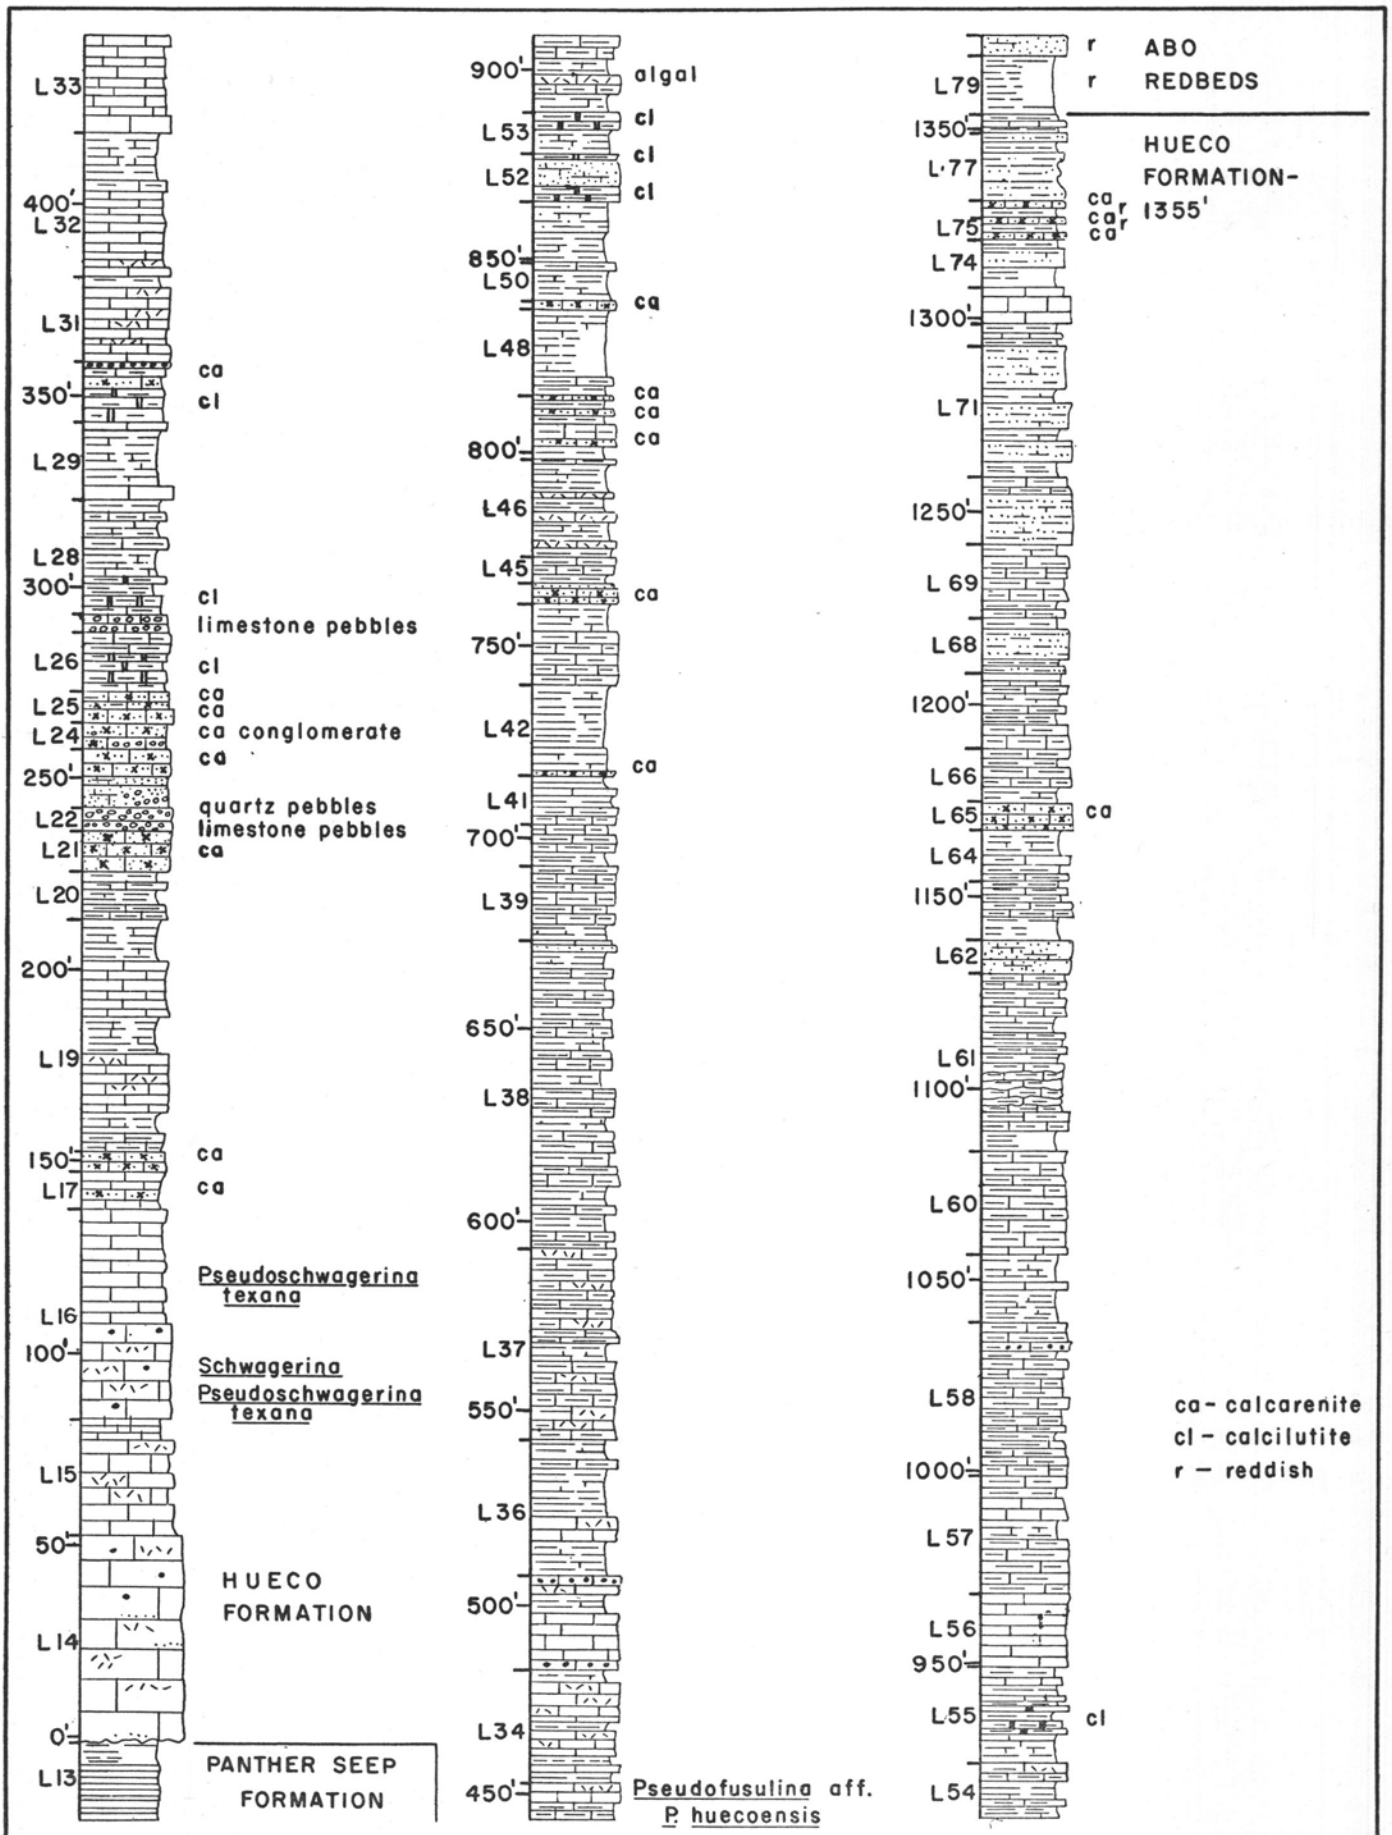 L33
400'
L32
L31
ca
350'
cl
L29
L28
300'
cl
limestone pebbles
L26
cl
ca
L25
ca
L24
ca conglomerate
ca
250'
quartz pebbles
L22
limestone pebbles
L21
ca
L20
200'
L19
150'
ca
L17
ca
Pseudoschwagerina
texana
L16
100'
Schwagerina
Pseudoschwagerina
texana
L15
50'
HUECO
FORMATION
L14
0'
PANTHER SEEP
L13
FORMATION
900'
algal
cl
L53
cl
L52
cl
850'
L50
ca
L48
ca
ca
ca
800'
L46
L45
ca
750'
L42
ca
L41
700'
L39
650'
L38
600'
L37
550'
L36
500'
L34
450'
Pseudofusulina aff.
P. huecoensis
r ABO
L79
r REDBEDS
1350'
HUECO
L77
FORMATION-
ca
r
1355'
ca
r
L75
ca
L74
1300'
L71
1250'
L69
L68
1200'
L66
L65
ca
L64
1150'
L62
L61
1100'
L60
1050'
L58
ca - calcarenite
cl - calcilutite
1000'
r - reddish
L57
L56
950'
L55
cl
L54